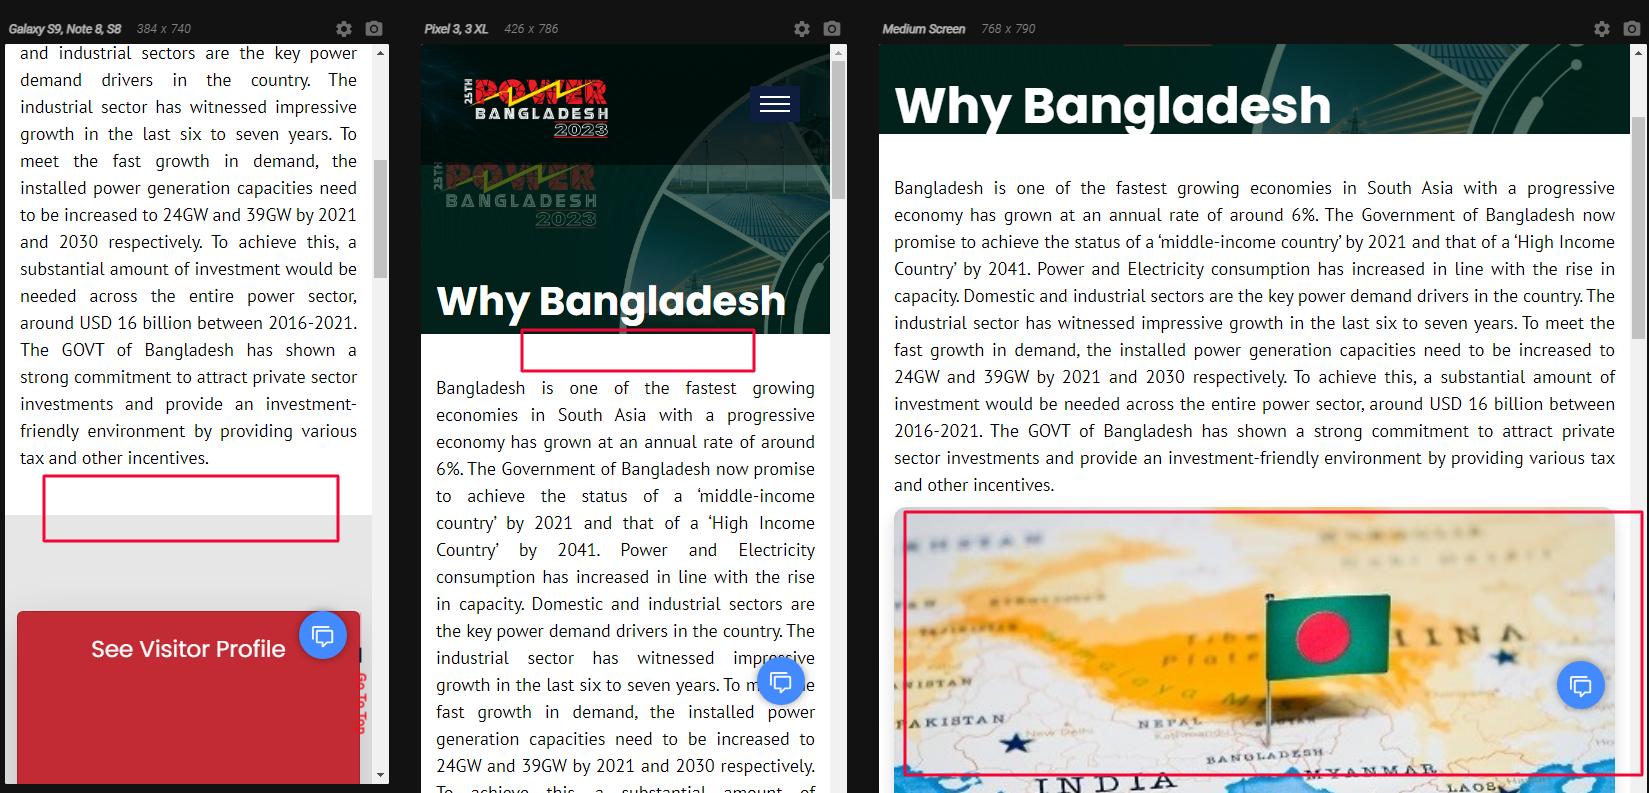 Galaxy S9, Note 8, S8 384 x 740
and industrial sectors are the key power
demand drivers in the country. The
industrial sector has witnessed impressive
growth in the last six to seven years. To
meet the fast growth in demand, the
installed power generation capacities need
to be increased to 24GW and 39GW by 2021
and 2030 respectively. To achieve this, a
substantial amount of investment would be
needed across the entire power sector,
around USD 16 billion between 2016-2021.
The GOVT of Bangladesh has shown a
strong commitment to attract private sector
investments and provide an investment-
friendly environment by providing various
tax and other incentives.
See Visitor Profile
Go To Top
Pixel 3, 3 XL 426 x 786
25TH
POWER
BANGLADESH
2023
25TH
POWER
BANGLADESH
2023
Why Bangladesh
Bangladesh is one of the fastest growing
economies in South Asia with a progressive
economy has grown at an annual rate of around
6%. The Government of Bangladesh now promise
to achieve the status of a ‘middle-income
country’ by 2021 and that of a ‘High Income
Country’ by 2041. Power and Electricity
consumption has increased in line with the rise
in capacity. Domestic and industrial sectors are
the key power demand drivers in the country. The
industrial sector has witnessed impressive
growth in the last six to seven years. To
fast growth in demand, the installed power
generation capacities need to be increased to
24GW and 39GW by 2021 and 2030 respectively.
To achieve this, a substantial amount of
Medium Screen 768 x 790
Why Bangladesh
Bangladesh is one of the fastest growing economies in South Asia with a progressive
economy has grown at an annual rate of around 6%. The Government of Bangladesh now
promise to achieve the status of a ‘middle-income country’ by 2021 and that of a ‘High Income
Country’ by 2041. Power and Electricity consumption has increased in line with the rise in
capacity. Domestic and industrial sectors are the key power demand drivers in the country. The
industrial sector has witnessed impressive growth in the last six to seven years. To meet the
fast growth in demand, the installed power generation capacities need to be increased to
24GW and 39GW by 2021 and 2030 respectively. To achieve this, a substantial amount of
investment would be needed across the entire power sector, around USD 16 billion between
2016-2021. The GOVT of Bangladesh has shown a strong commitment to attract private
sector investments and provide an investment-friendly environment by providing various tax
and other incentives.
INA
NISTAN
PAKISTAN
New Delhi
NEPAL
Kathmandu
BHUTAN
BANGLADESH
INDIA
MYANMAR
LAOS